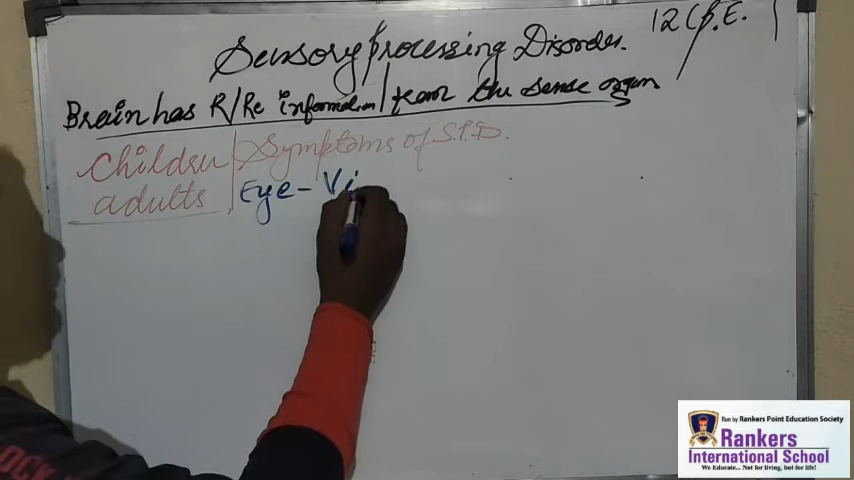 Sensory Processing Disorder.
12 (P.E.
Brain has R/Re information / from the sense organ
Children Symptoms of S.P.D.
adults Eye - Vi
Run by Rankers Point Education Society
Rankers
International School
We Educate... Not for living, but for life!